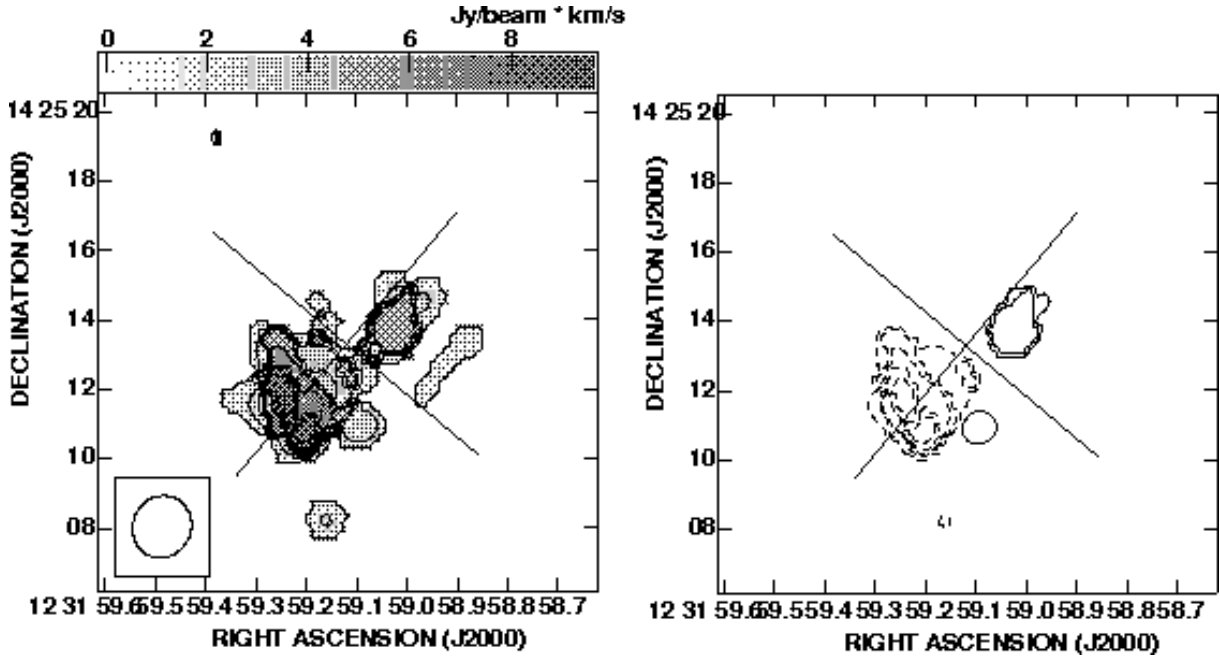 Jy/beam * km/s
0 2 4 6 8
14 25 20
18
16
14
12
10
08
DECLINATION (J2000)
12 31 59.6 59.5 59.4 59.3 59.2 59.1 59.0 58.9 58.8 58.7
RIGHT ASCENSION (J2000)
14 25 20
18
16
14
12
10
08
DECLINATION (J2000)
12 31 59.6 59.5 59.4 59.3 59.2 59.1 59.0 58.9 58.8 58.7
RIGHT ASCENSION (J2000)